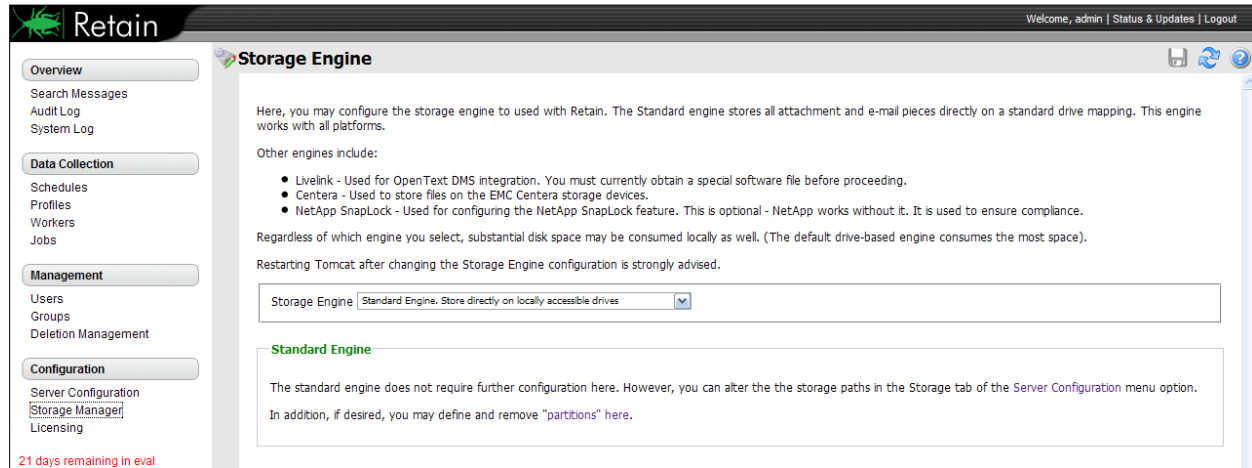 Retain
Welcome, admin | Status & Updates | Logout
Overview
Search Messages
Audit Log
System Log
Data Collection
Schedules
Profiles
Workers
Jobs
Management
Users
Groups
Deletion Management
Configuration
Server Configuration
Storage Manager
Licensing
21 days remaining in eval
Storage Engine
Here, you may configure the storage engine to used with Retain. The Standard engine stores all attachment and e-mail pieces directly on a standard drive mapping. This engine
works with all platforms.
Other engines include:
● Livelink - Used for OpenText DMS integration. You must currently obtain a special software file before proceeding.
● Centera - Used to store files on the EMC Centera storage devices.
● NetApp SnapLock - Used for configuring the NetApp SnapLock feature. This is optional - NetApp works without it. It is used to ensure compliance.
Regardless of which engine you select, substantial disk space may be consumed locally as well. (The default drive-based engine consumes the most space).
Restarting Tomcat after changing the Storage Engine configuration is strongly advised.
Storage Engine Standard Engine. Store directly on locally accessible drives
Standard Engine
The standard engine does not require further configuration here. However, you can alter the the storage paths in the Storage tab of the Server Configuration menu option.
In addition, if desired, you may define and remove "partitions" here.